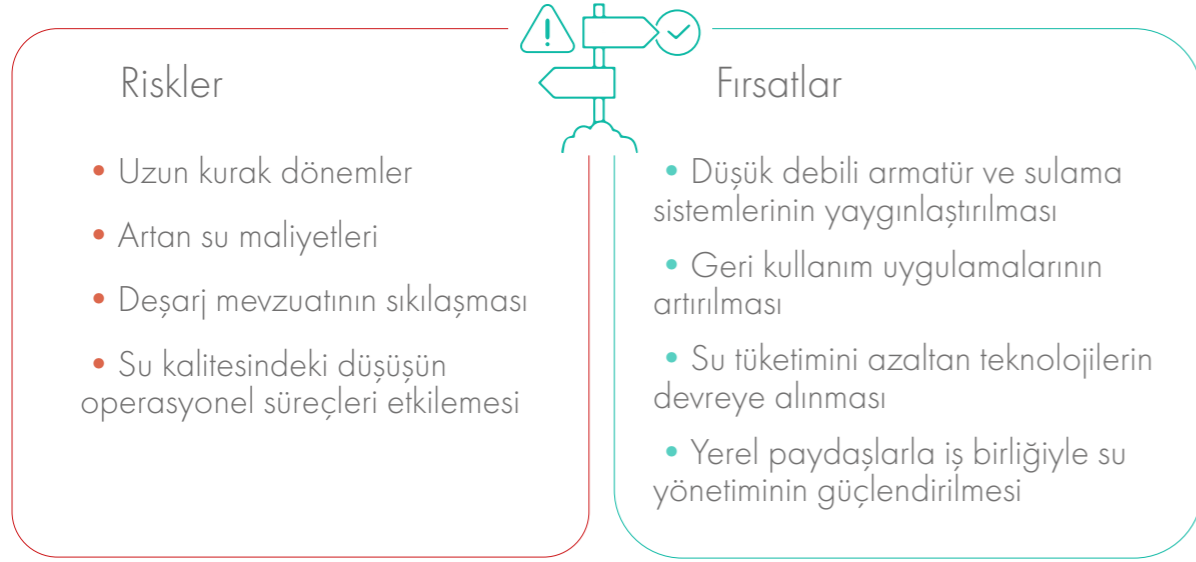 Riskler
• Uzun kurak dönemler
• Artan su maliyetleri
• Deşarj mevzuatının sıkılaşması
• Su kalitesindeki düşüşün
operasyonel süreçleri etkilemesi
Fırsatlar
• Düşük debili armatür ve sulama
sistemlerinin yaygınlaştırılması
• Geri kullanım uygulamalarının
artırılması
• Su tüketimini azaltan teknolojilerin
devreye alınması
• Yerel paydaşlarla iş birliğiyle su
yönetiminin güçlendirilmesi